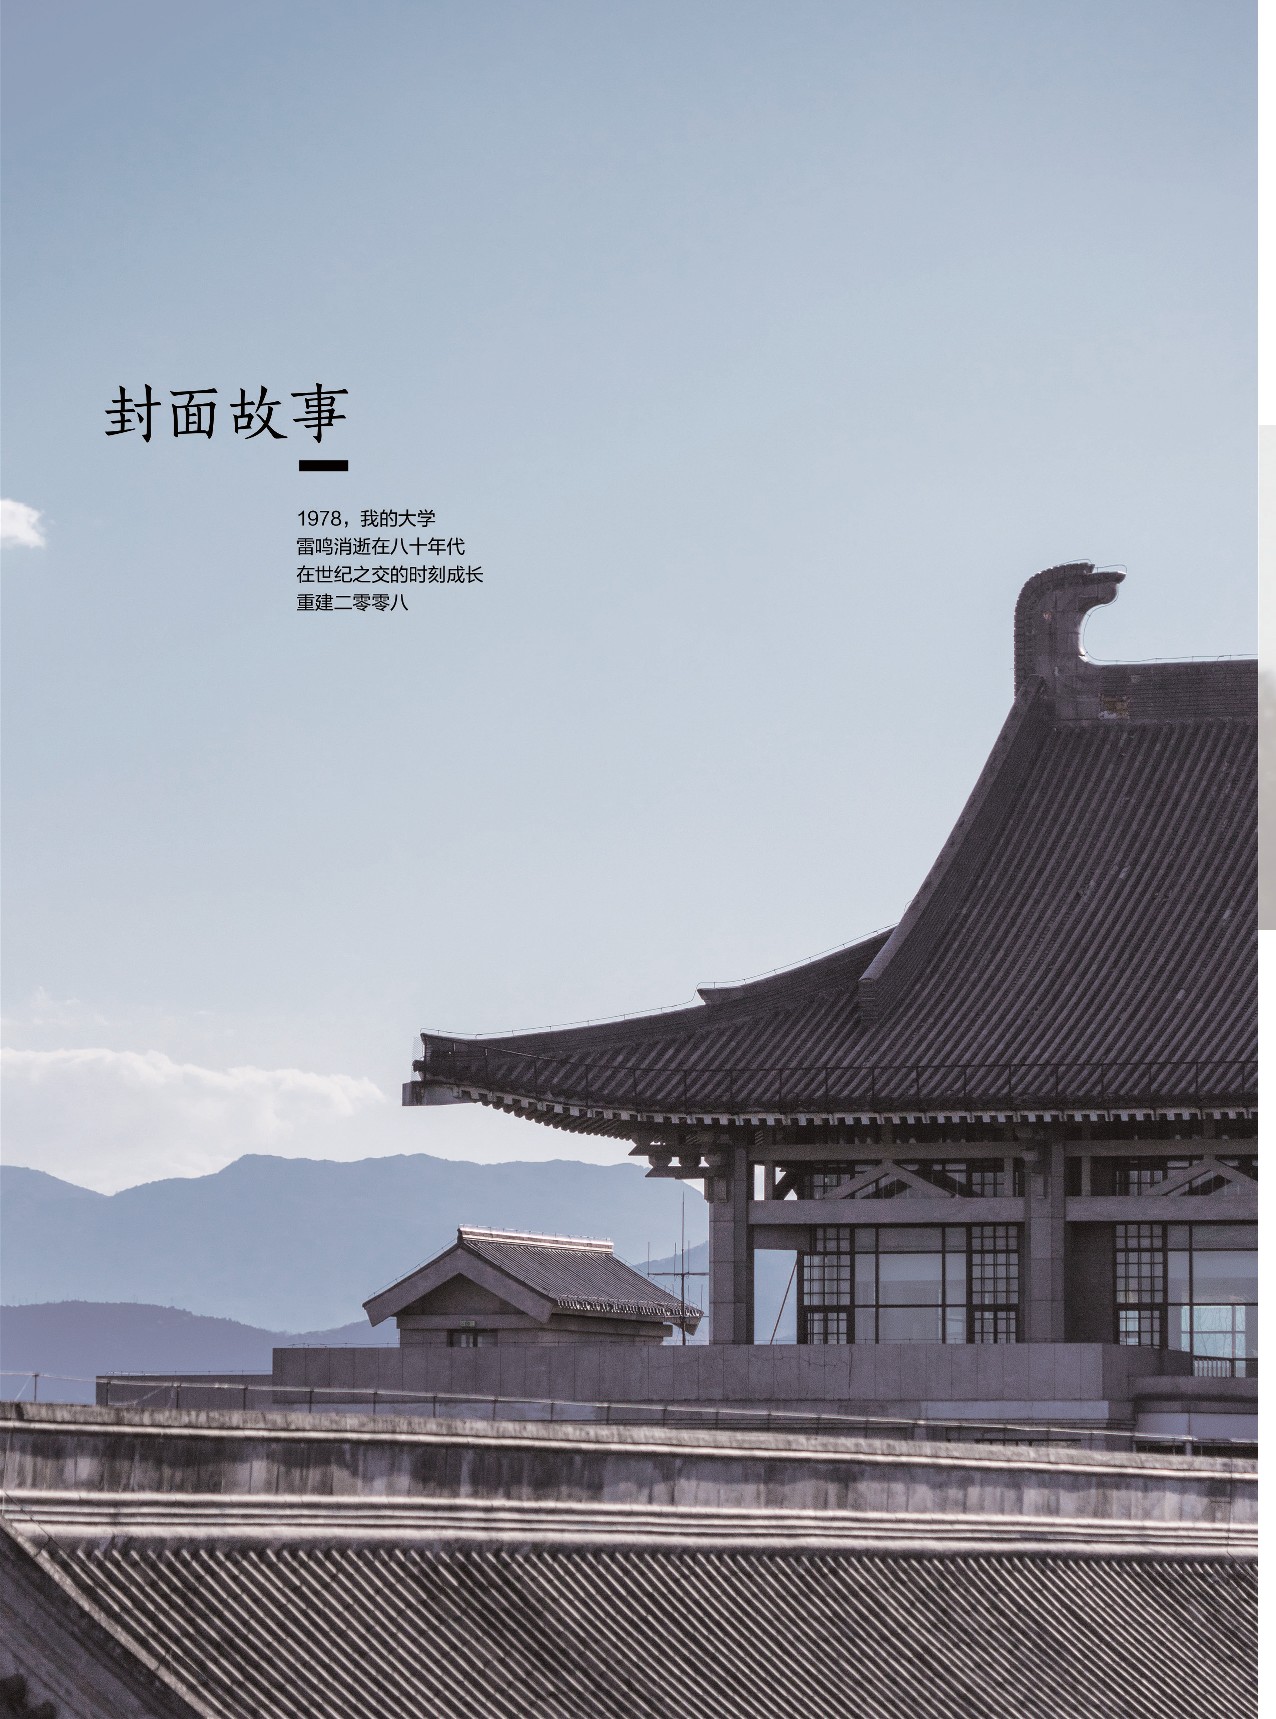 封面故事
1978，我的大学
雷鸣消逝在八十年代
在世纪之交的时刻成长
重建二零零八